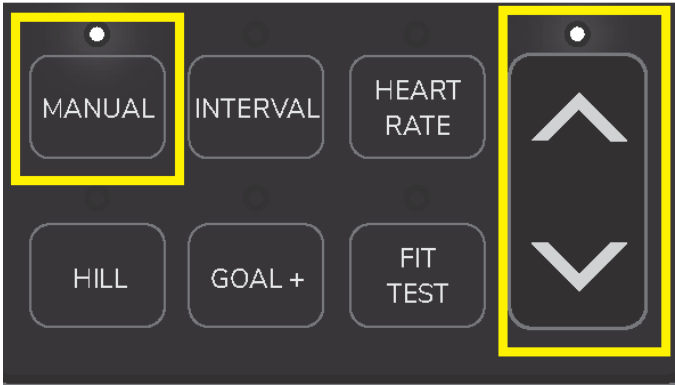 MANUAL
INTERVAL
HEART
RATE
HILL
GOAL +
FIT
TEST